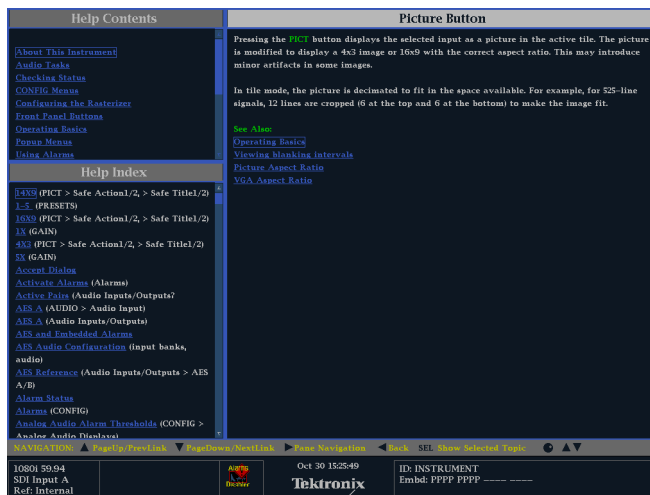 Help Contents
About This Instrument
Audio Tasks
Checking Status
CONFIG Menus
Configuring the Rasterizer
Front Panel Buttons
Operating Basics
Popup Menus
Using Alarms
Help Index
14X9 (PICT > Safe Action1/2, > Safe Title1/2)
1-5 (PRESETS)
16X9 (PICT > Safe Action1/2, > Safe Title1/2)
1X (GAIN)
4X3 (PICT > Safe Action1/2, > Safe Title1/2)
5X (GAIN)
Accept Dialog
Activate Alarms (Alarms)
Active Pairs (Audio Inputs/Outputs?
AES A (AUDIO > Audio Input)
AES A (Audio Inputs/Outputs)
AES and Embedded Alarms
AES Audio Configuration (input banks,
audio)
AES Reference (Audio Inputs/Outputs > AES
A/B)
Alarm Status
Alarms (CONFIG)
Analog Audio Alarm Thresholds (CONFIG >
Analog Audio Displays)
Picture Button
Pressing the PICT button displays the selected input as a picture in the active tile. The picture
is modified to display a 4x3 image or 16x9 with the correct aspect ratio. This may introduce
minor artifacts in some images.
In tile mode, the picture is decimated to fit in the space available. For example, for 525-line
signals, 12 lines are cropped (6 at the top and 6 at the bottom) to make the image fit.
See Also:
Operating Basics
Viewing blanking intervals
Picture Aspect Ratio
VGA Aspect Ratio
NAVIGATION: ▲ PageUp/PrevLink ▼ PageDown/NextLink ▶ Pane Navigation ◀ Back SEL Show Selected Topic ▲▼
1080i 59.94
SDI Input A
Ref: Internal
Alarms
Disabled
Oct 30 15:25:49
Tektronix
ID: INSTRUMENT
Embd: PPPP PPPP ---- ----